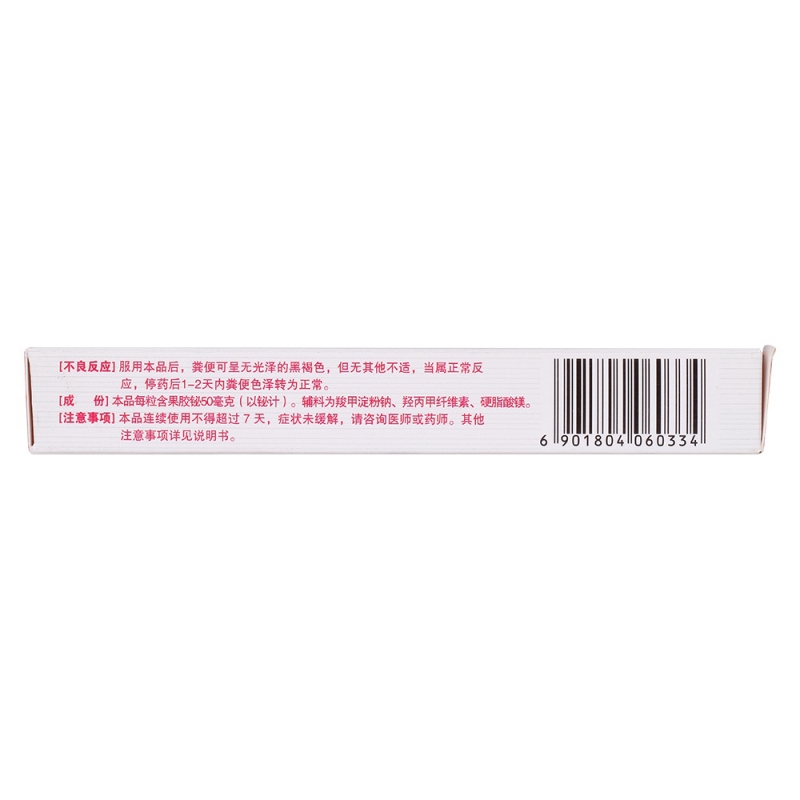 [不良反应] 服用本品后，粪便可呈无光泽的黑褐色，但无其他不适，当属正常反
应，停药后1-2天内粪便色泽转为正常。
[成 份] 本品每粒含果胶铋50毫克（以铋计）。辅料为羧甲淀粉钠、羟丙甲纤维素、硬脂酸镁。
[注意事项] 本品连续使用不得超过 7 天，症状未缓解，请咨询医师或药师。其他
注意事项详见说明书。
6 901804 060334